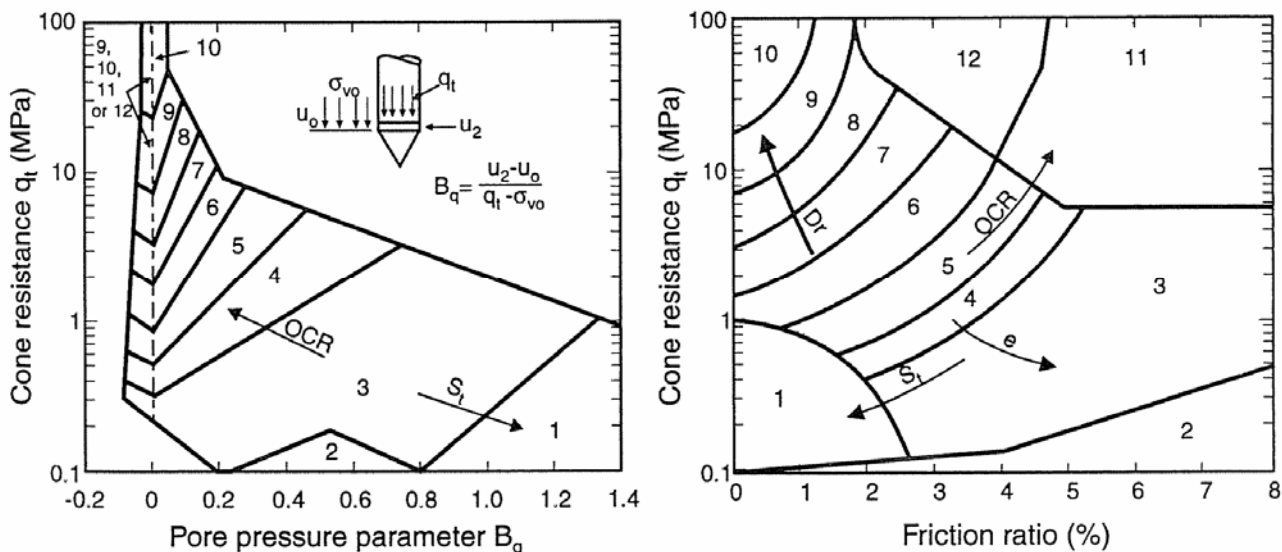 100
10
1
0.1
Cone resistance qt (MPa)
9,
10,
11
or 12
10
9
8
7
6
5
4
3
2
1
OCR
St
σvo
uo
qt
u2
Bq= u2-uo
qt -σvo
-0.2 0 0.2 0.4 0.6 0.8 1.0 1.2 1.4
Pore pressure parameter Bq
100
10
1
0.1
Cone resistance qt (MPa)
10
9
8
7
6
5
4
3
2
1
12
11
Dr
OCR
e
St
0 1 2 3 4 5 6 7 8
Friction ratio (%)